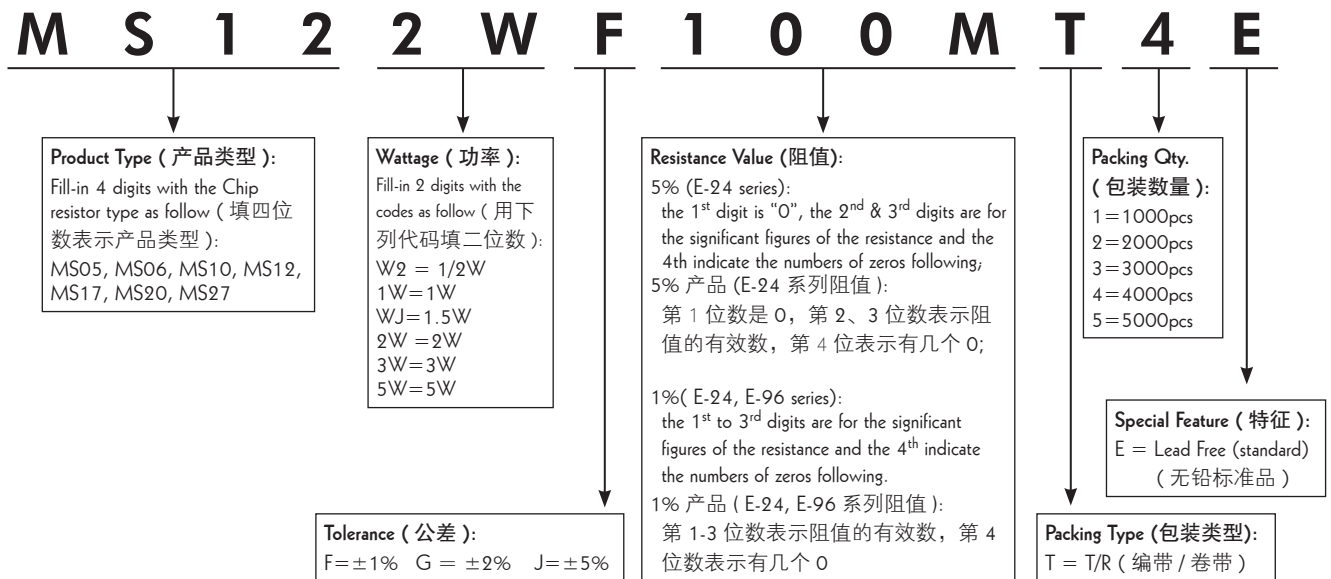 M S 1 2 2 W F 1 0 0 M T 4 E
Product Type ( 产品类型 ):
Fill-in 4 digits with the Chip
resistor type as follow ( 填四位
数表示产品类型 ):
MS05, MS06, MS10, MS12,
MS17, MS20, MS27
Wattage ( 功率 ):
Fill-in 2 digits with the
codes as follow ( 用下
列代码填二位数 ):
W2 = 1/2W
1W=1W
WJ=1.5W
2W =2W
3W=3W
5W=5W
Tolerance ( 公差 ):
F=±1% G = ±2% J=±5%
Resistance Value (阻值):
5% (E-24 series):
the 1st digit is “0”, the 2nd & 3rd digits are for
the significant figures of the resistance and the
4th indicate the numbers of zeros following;
5% 产品 (E-24 系列阻值 ):
第 1 位数是 0，第 2、3 位数表示阻
值的有效数，第 4 位表示有几个 0;
1%( E-24, E-96 series):
the 1st to 3rd digits are for the significant
figures of the resistance and the 4th indicate
the numbers of zeros following.
1% 产品 ( E-24, E-96 系列阻值 ):
第 1-3 位数表示阻值的有效数，第 4
位数表示有几个 0
Packing Type (包装类型):
T = T/R ( 编带 / 卷带 )
Packing Qty.
( 包装数量 ):
1=1000pcs
2=2000pcs
3=3000pcs
4=4000pcs
5=5000pcs
Special Feature ( 特征 ):
E = Lead Free (standard)
( 无铅标准品 )